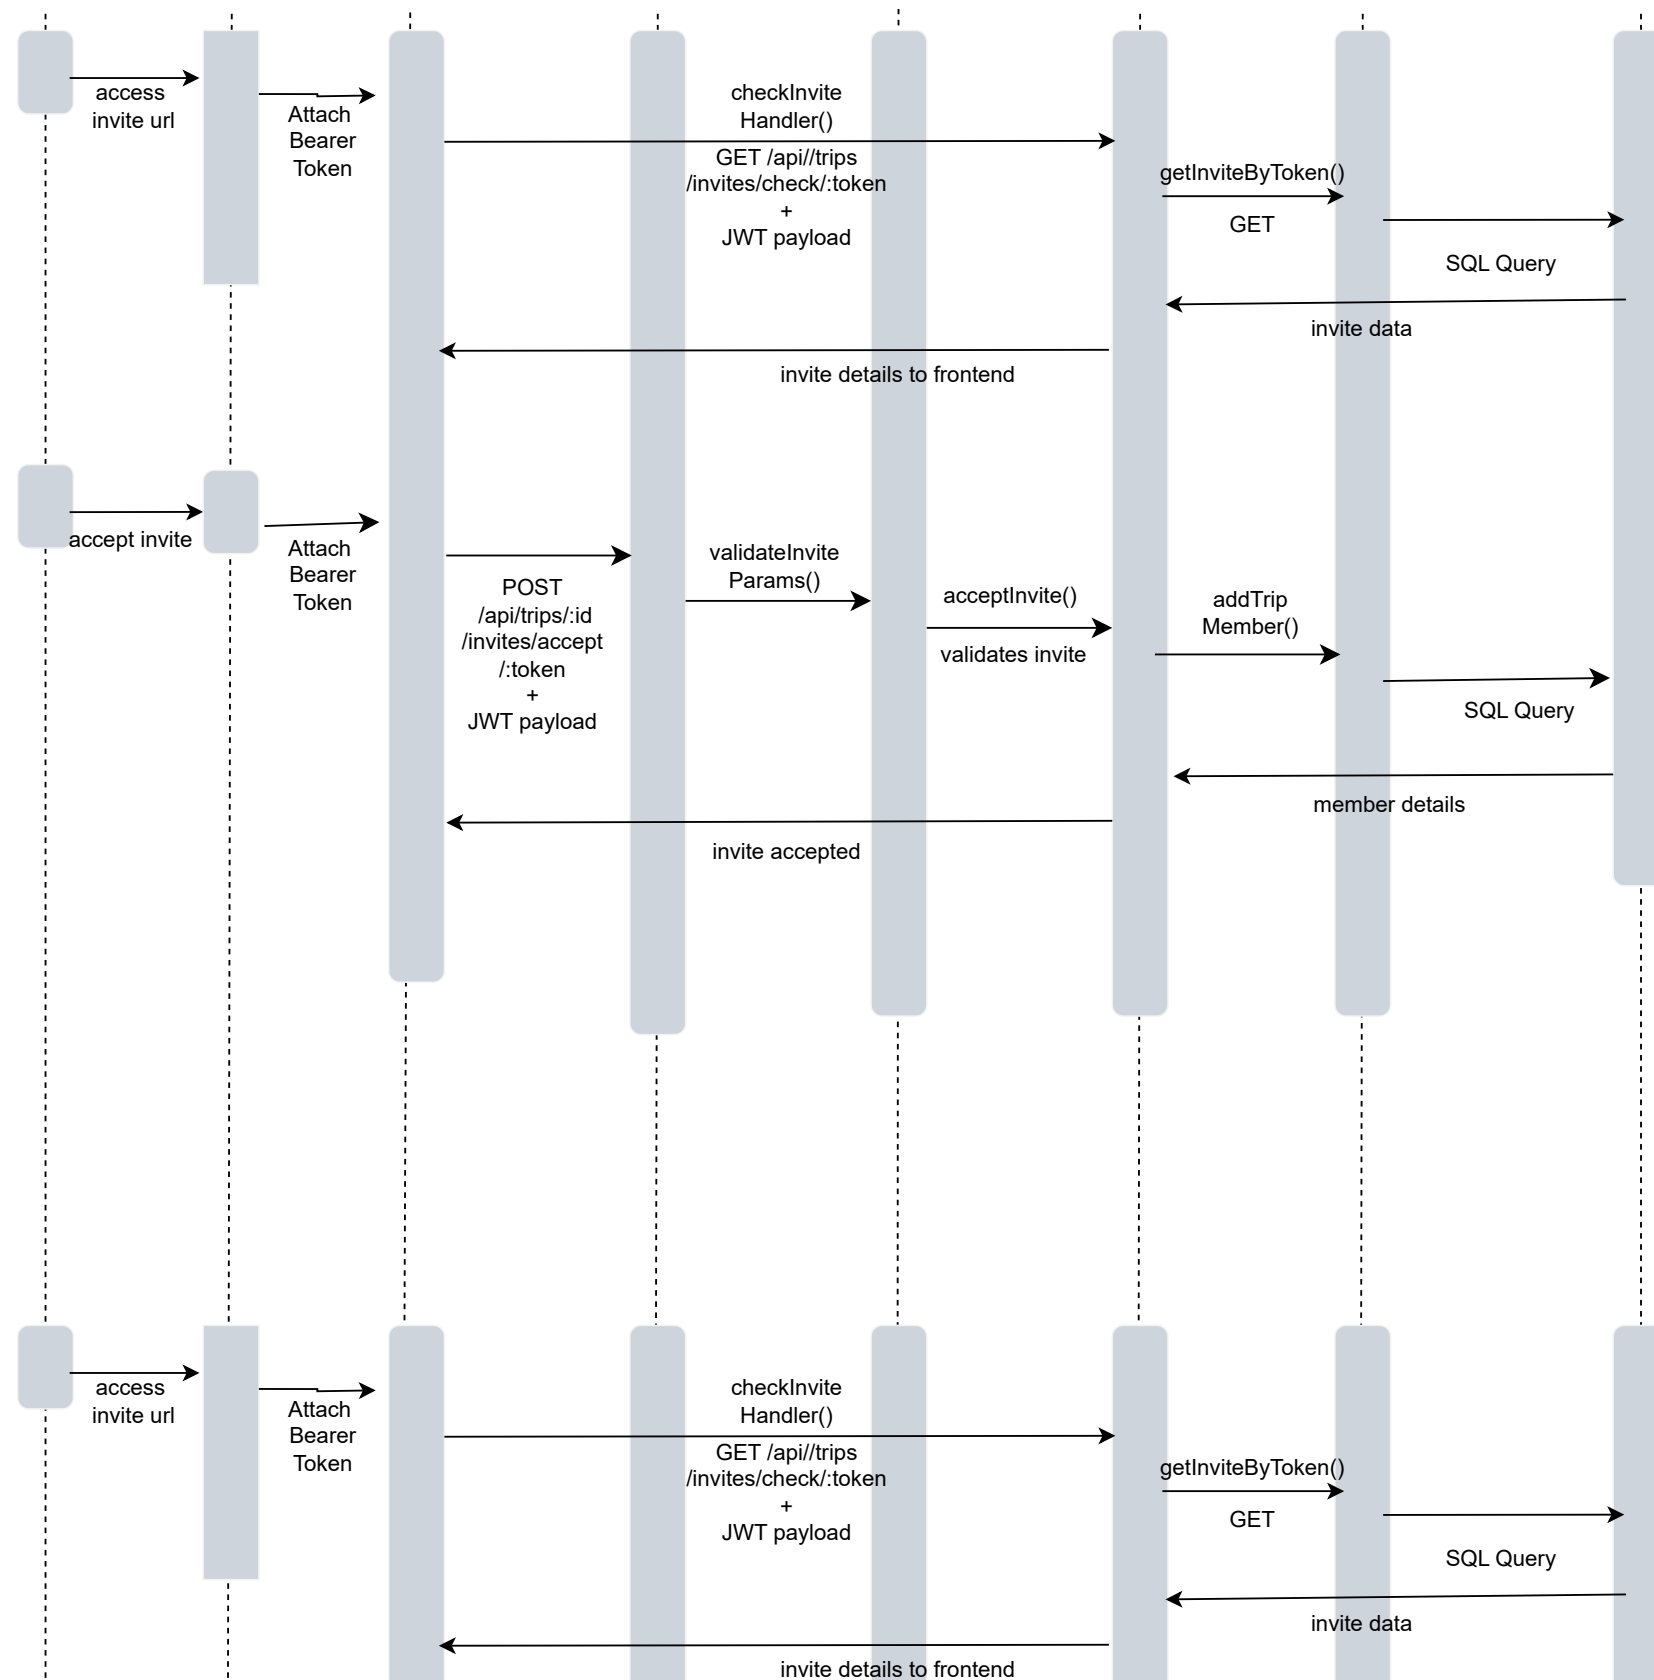 access
invite url
Attach
Bearer
Token
checkInvite
Handler()
GET /api//trips
/invites/check/:token
+
JWT payload
getInviteByToken()
GET
SQL Query
invite data
invite details to frontend
accept invite
Attach
Bearer
Token
POST
/api/trips/:id
/invites/accept
/:token
+
JWT payload
validateInvite
Params()
acceptInvite()
validates invite
addTrip
Member()
SQL Query
member details
invite accepted
access
invite url
Attach
Bearer
Token
checkInvite
Handler()
GET /api//trips
/invites/check/:token
+
JWT payload
getInviteByToken()
GET
SQL Query
invite data
invite details to frontend